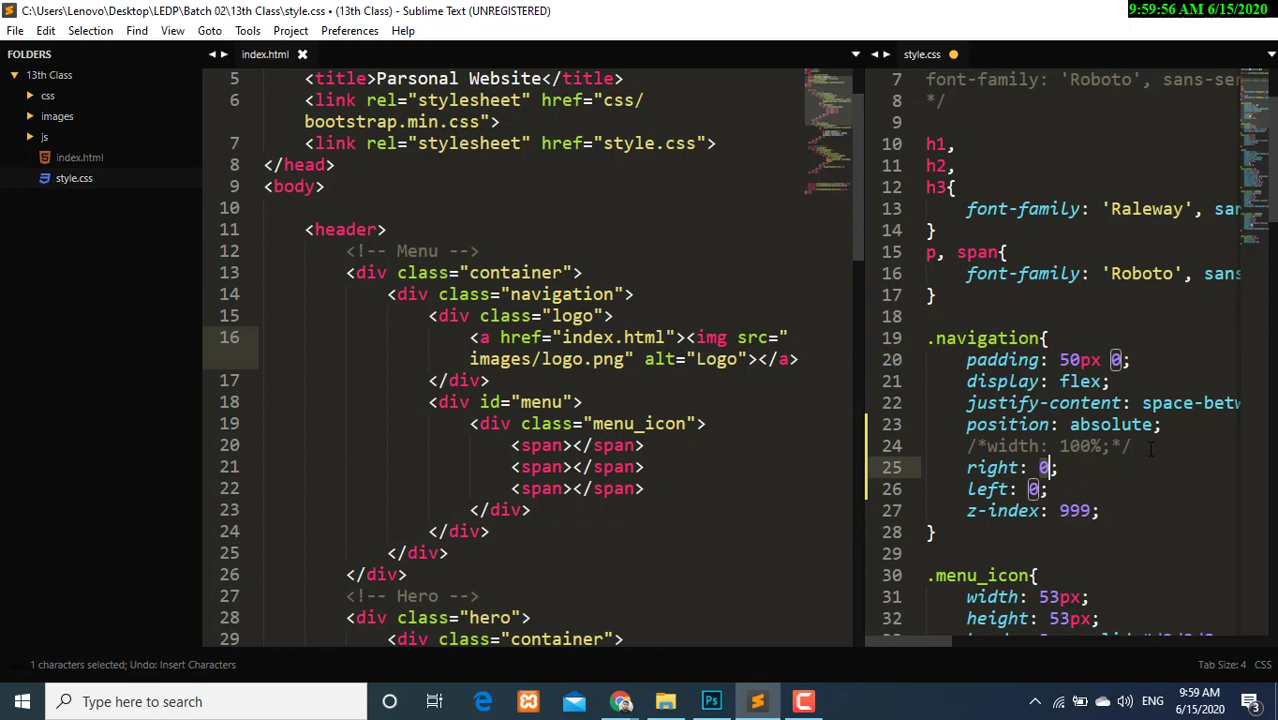 C:\Users\Lenovo\Desktop\LEDP\Batch 02\13th Class\style.css • (13th Class) - Sublime Text (UNREGISTERED)
9:59:56 AM 6/15/2020
File Edit Selection Find View Goto Tools Project Preferences Help
FOLDERS
13th Class
css
images
js
index.html
style.css
index.html
5 <title>Parsonal Website</title>
6 <link rel="stylesheet" href="css/
bootstrap.min.css">
7 <link rel="stylesheet" href="style.css">
8 </head>
9 <body>
10
11 <header>
12 <!-- Menu -->
13 <div class="container">
14 <div class="navigation">
15 <div class="logo">
16 <a href="index.html"><img src="
images/logo.png" alt="Logo"></a>
17 </div>
18 <div id="menu">
19 <div class="menu_icon">
20 <span></span>
21 <span></span>
22 <span></span>
23 </div>
24 </div>
25 </div>
26 </div>
27 <!-- Hero -->
28 <div class="hero">
29 <div class="container">
style.css
7 font-family: 'Roboto', sans-se
8 */
9
10 h1,
11 h2,
12 h3{
13 font-family: 'Raleway', san
14 }
15 p, span{
16 font-family: 'Roboto', sans
17 }
18
19 .navigation{
20 padding: 50px 0;
21 display: flex;
22 justify-content: space-betw
23 position: absolute;
24 /*width: 100%;*/
25 right: 0;
26 left: 0;
27 z-index: 999;
28 }
29
30 .menu_icon{
31 width: 53px;
32 height: 53px;
1 characters selected; Undo: Insert Characters
Tab Size: 4 CSS
Type here to search
ENG
9:59 AM
6/15/2020
3